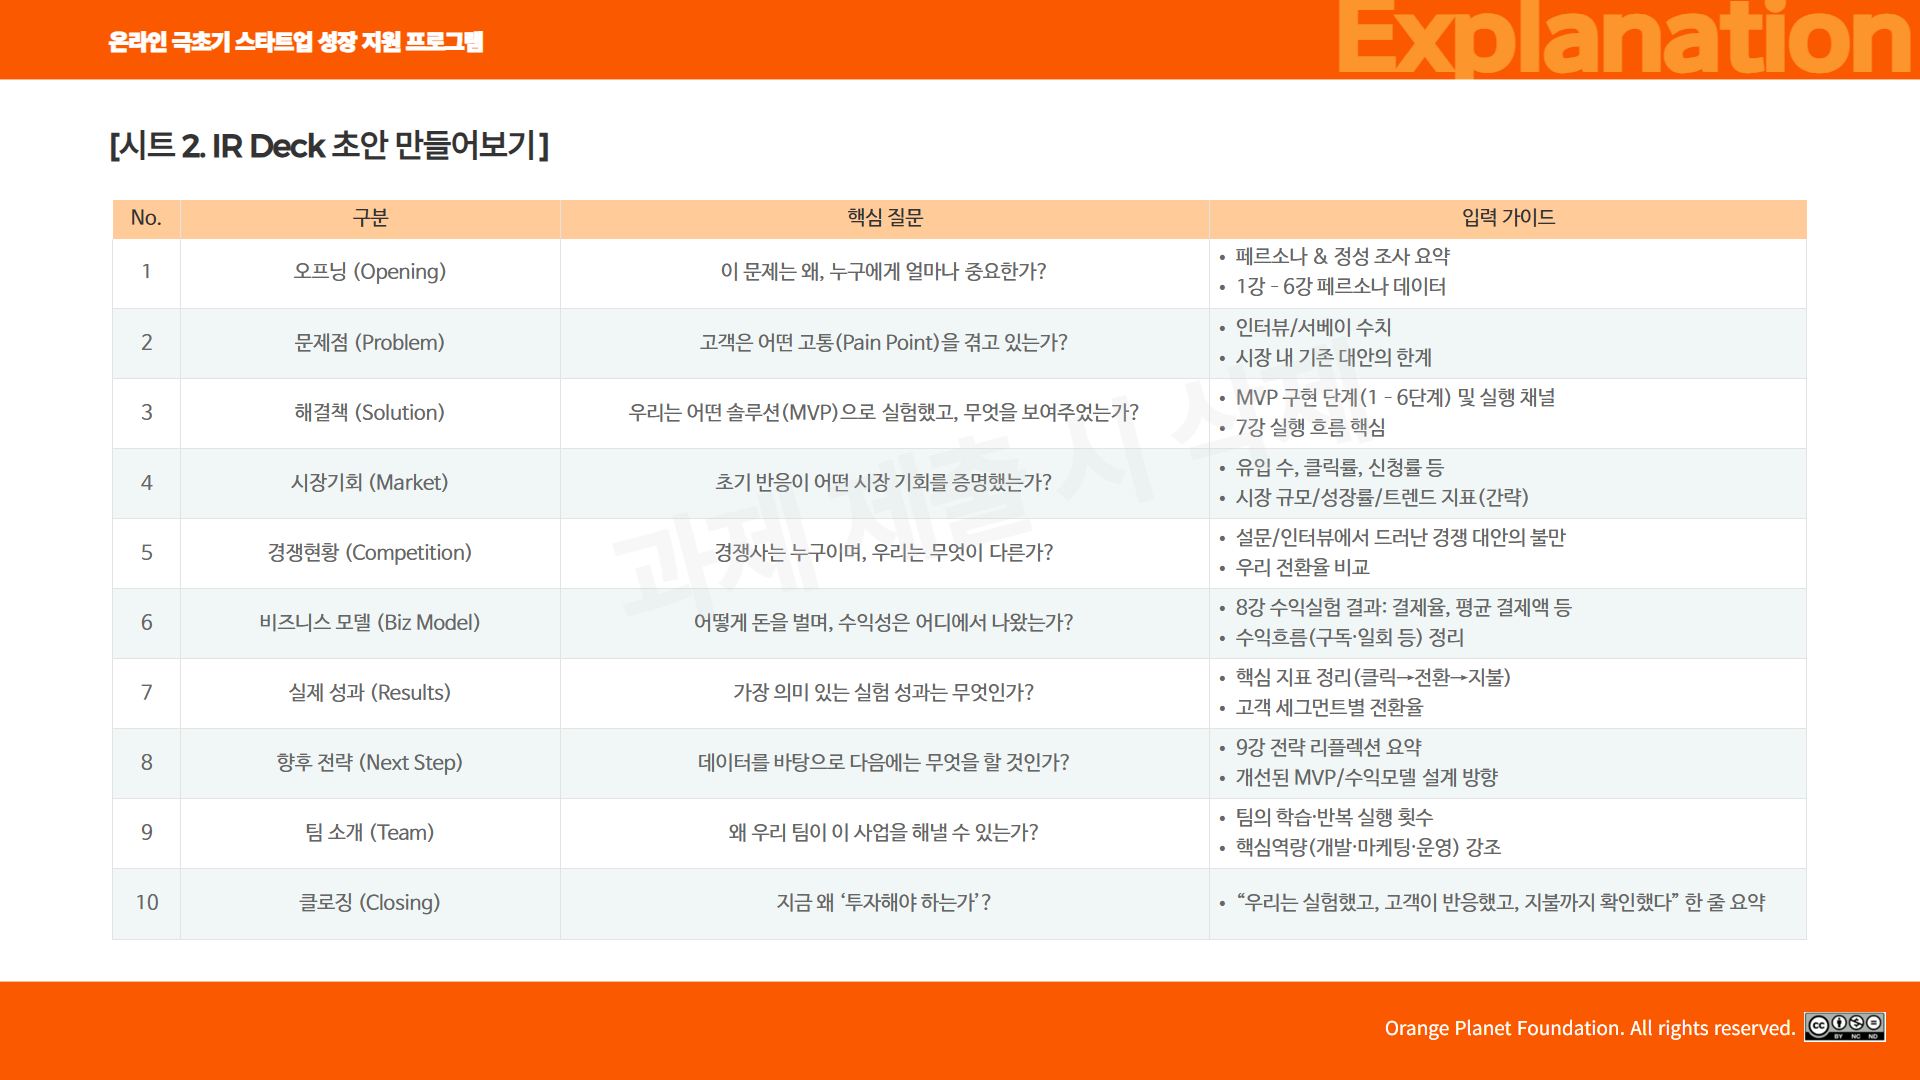 온라인 극초기 스타트업 성장 지원 프로그램
Explanation
[시트 2. IR Deck 초안 만들어보기]
No. 구분 핵심 질문 입력 가이드
1 오프닝 (Opening) 이 문제는 왜, 누구에게 얼마나 중요한가?
• 페르소나 & 정성 조사 요약
• 1강 - 6강 페르소나 데이터
2 문제점 (Problem) 고객은 어떤 고통(Pain Point)을 겪고 있는가?
• 인터뷰/서베이 수치
• 시장 내 기존 대안의 한계
3 해결책 (Solution) 우리는 어떤 솔루션(MVP)으로 실험했고, 무엇을 보여주었는가?
• MVP 구현 단계(1 - 6단계) 및 실행 채널
• 7강 실행 흐름 핵심
4 시장기회 (Market) 초기 반응이 어떤 시장 기회를 증명했는가?
• 유입 수, 클릭률, 신청률 등
• 시장 규모/성장률/트렌드 지표(간략)
5 경쟁현황 (Competition) 경쟁사는 누구이며, 우리는 무엇이 다른가?
• 설문/인터뷰에서 드러난 경쟁 대안의 불만
• 우리 전환율 비교
6 비즈니스 모델 (Biz Model) 어떻게 돈을 벌며, 수익성은 어디에서 나왔는가?
• 8강 수익실험 결과: 결제율, 평균 결제액 등
• 수익흐름(구독·일회 등) 정리
7 실제 성과 (Results) 가장 의미 있는 실험 성과는 무엇인가?
• 핵심 지표 정리(클릭→전환→지불)
• 고객 세그먼트별 전환율
8 향후 전략 (Next Step) 데이터를 바탕으로 다음에는 무엇을 할 것인가?
• 9강 전략 리플렉션 요약
• 개선된 MVP/수익모델 설계 방향
9 팀 소개 (Team) 왜 우리 팀이 이 사업을 해낼 수 있는가?
• 팀의 학습·반복 실행 횟수
• 핵심역량(개발·마케팅·운영) 강조
10 클로징 (Closing) 지금 왜 ‘투자해야 하는가’?
• “우리는 실험했고, 고객이 반응했고, 지불까지 확인했다” 한 줄 요약
과제 제출 시 삭제
Orange Planet Foundation. All rights reserved.
cc BY NC ND